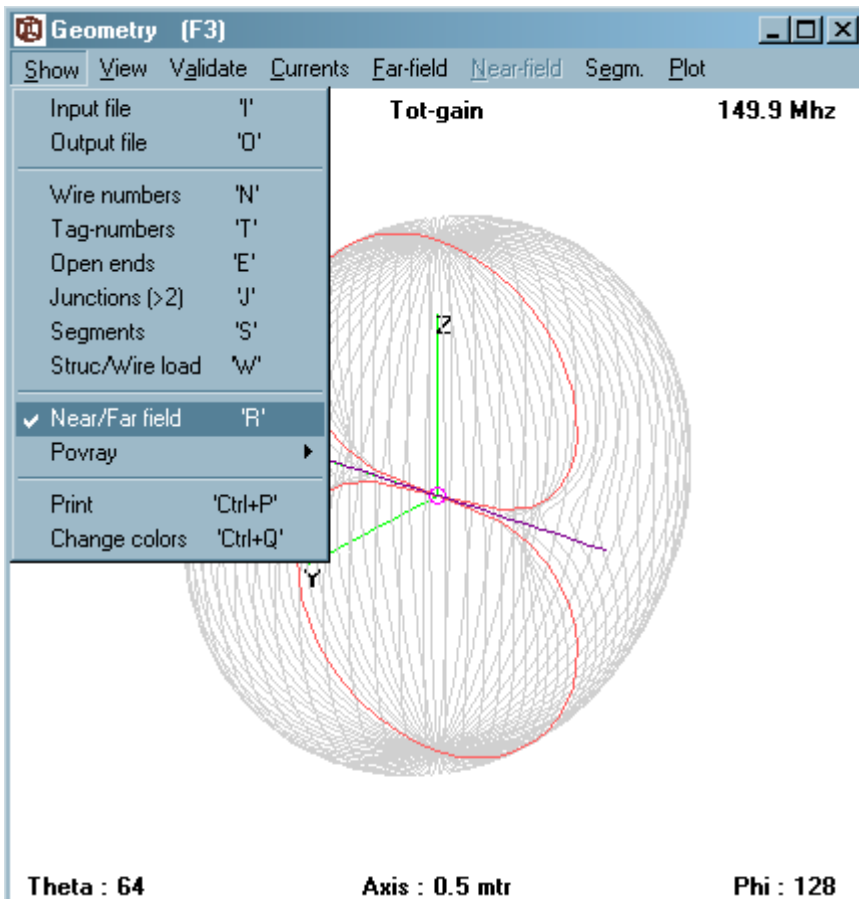 Geometry (F3)
Show View Validate Currents Far-field Near-field Segm. Plot
Input file 'I'
Output file 'O'
Wire numbers 'N'
Tag-numbers 'T'
Open ends 'E'
Junctions (>2) 'J'
Segments 'S'
Struc/Wire load 'W'
Near/Far field 'R'
Povray
Print 'Ctrl+P'
Change colors 'Ctrl+Q'
Tot-gain 149.9 Mhz
Z
Y
Theta : 64 Axis : 0.5 mtr Phi : 128